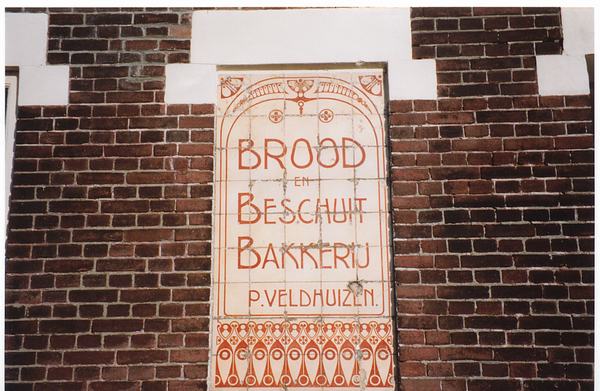 BROOD
EN
BESCHUIT
BAKKERIJ
P. VELDHUIZEN.